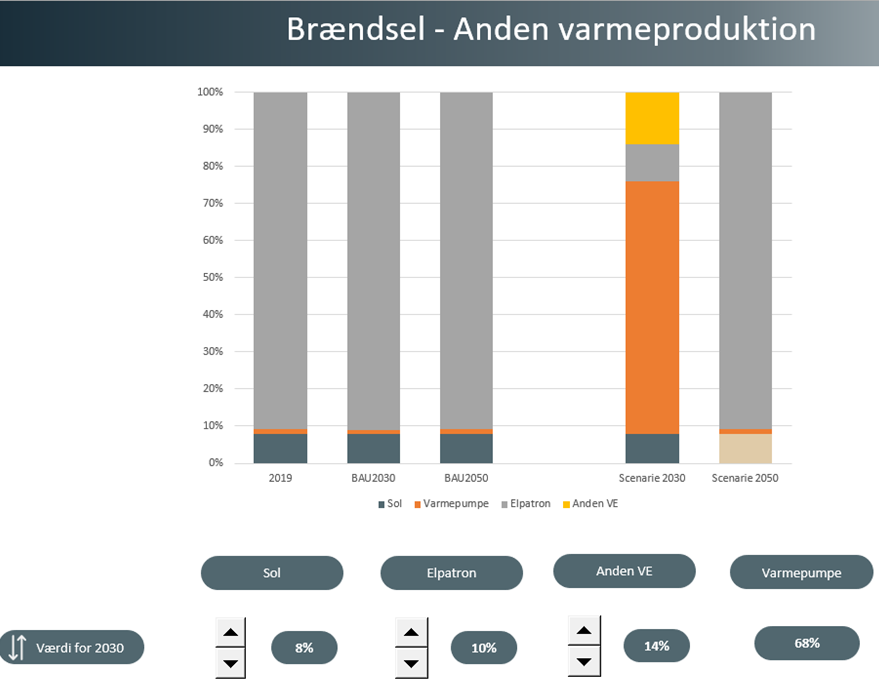 Brændsel - Anden varmeproduktion
100%
90%
80%
70%
60%
50%
40%
30%
20%
10%
0%
2019 BAU2030 BAU2050 Scenarie 2030 Scenarie 2050
Sol Varmepumpe Elpatron Anden VE
Sol Elpatron Anden VE Varmepumpe
Værdi for 2030 8% 10% 14% 68%